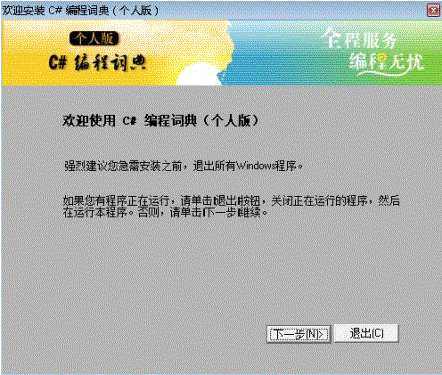 欢迎安装 C# 编程词典 ( 个人版 )
个人版
C# 编程词典
全程服务
编程无忧
欢迎使用 C# 编程词典（个人版）
强烈建议您急需安装之前，退出所有Windows程序。
如果您有程序正在运行，请单击|退出|按钮，关闭正在运行的程序，然后
在运行本程序。否则，请单击|下一步|继续。
下一步(N)>
退出(C)